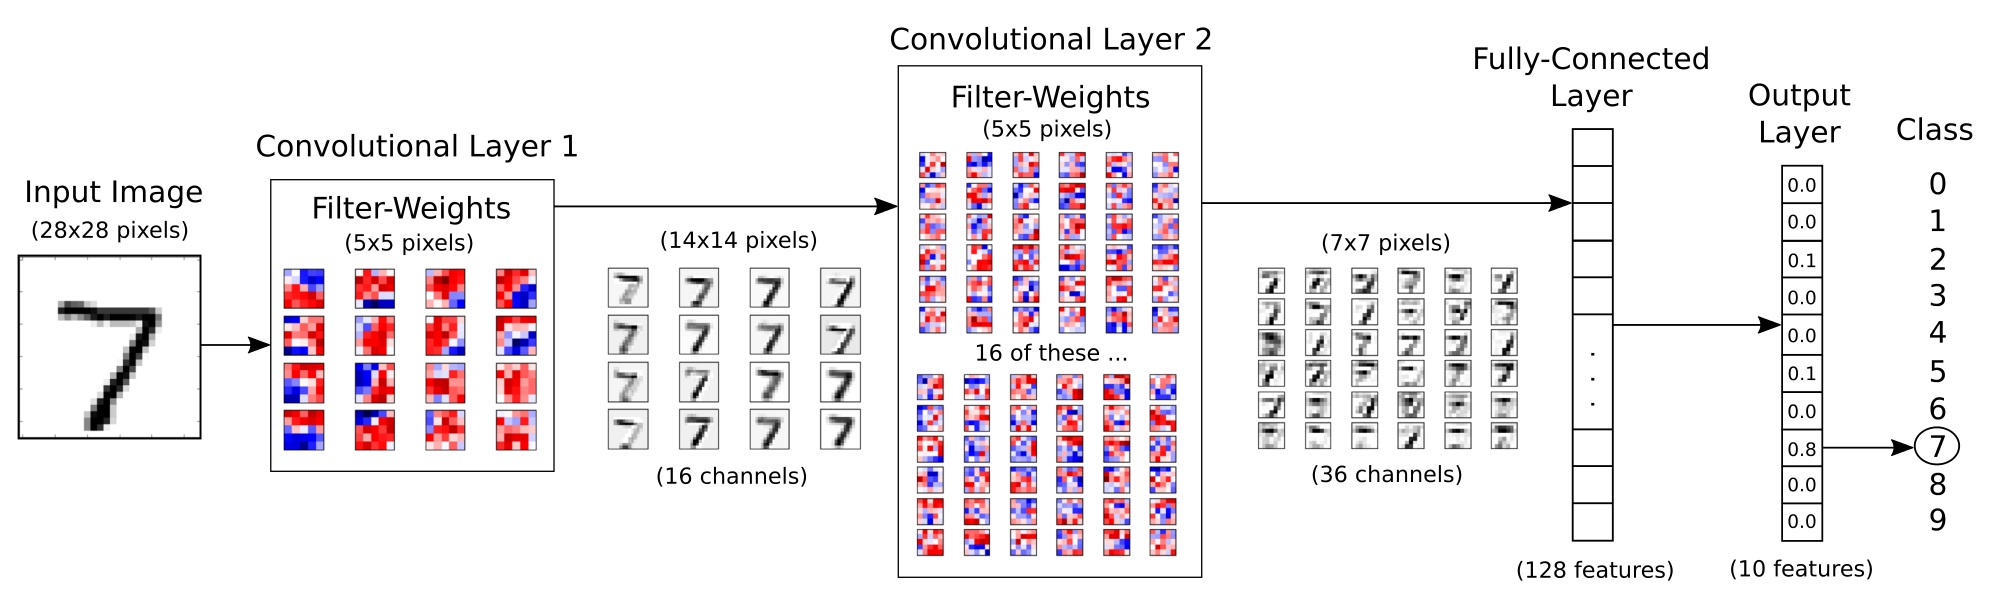 Input Image
(28x28 pixels)
Convolutional Layer 1
Filter-Weights
(5x5 pixels)
(14x14 pixels)
(16 channels)
Convolutional Layer 2
Filter-Weights
(5x5 pixels)
16 of these ...
(7x7 pixels)
(36 channels)
Fully-Connected
Layer
.
.
.
(128 features)
Output
Layer
0.0
0.0
0.1
0.0
0.0
0.1
0.0
0.8
0.0
0.0
(10 features)
Class
0
1
2
3
4
5
6
7
8
9